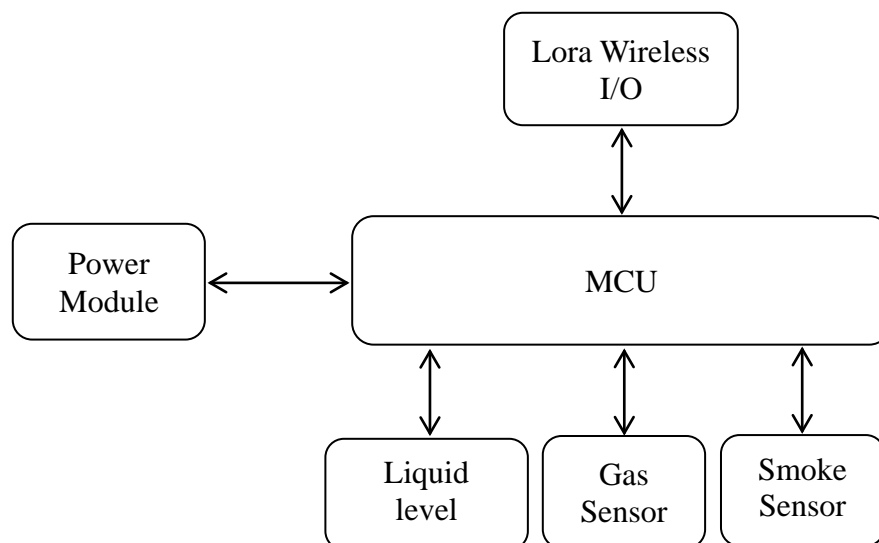 Lora Wireless
I/O
Power
Module
MCU
Liquid
level
Gas
Sensor
Smoke
Sensor